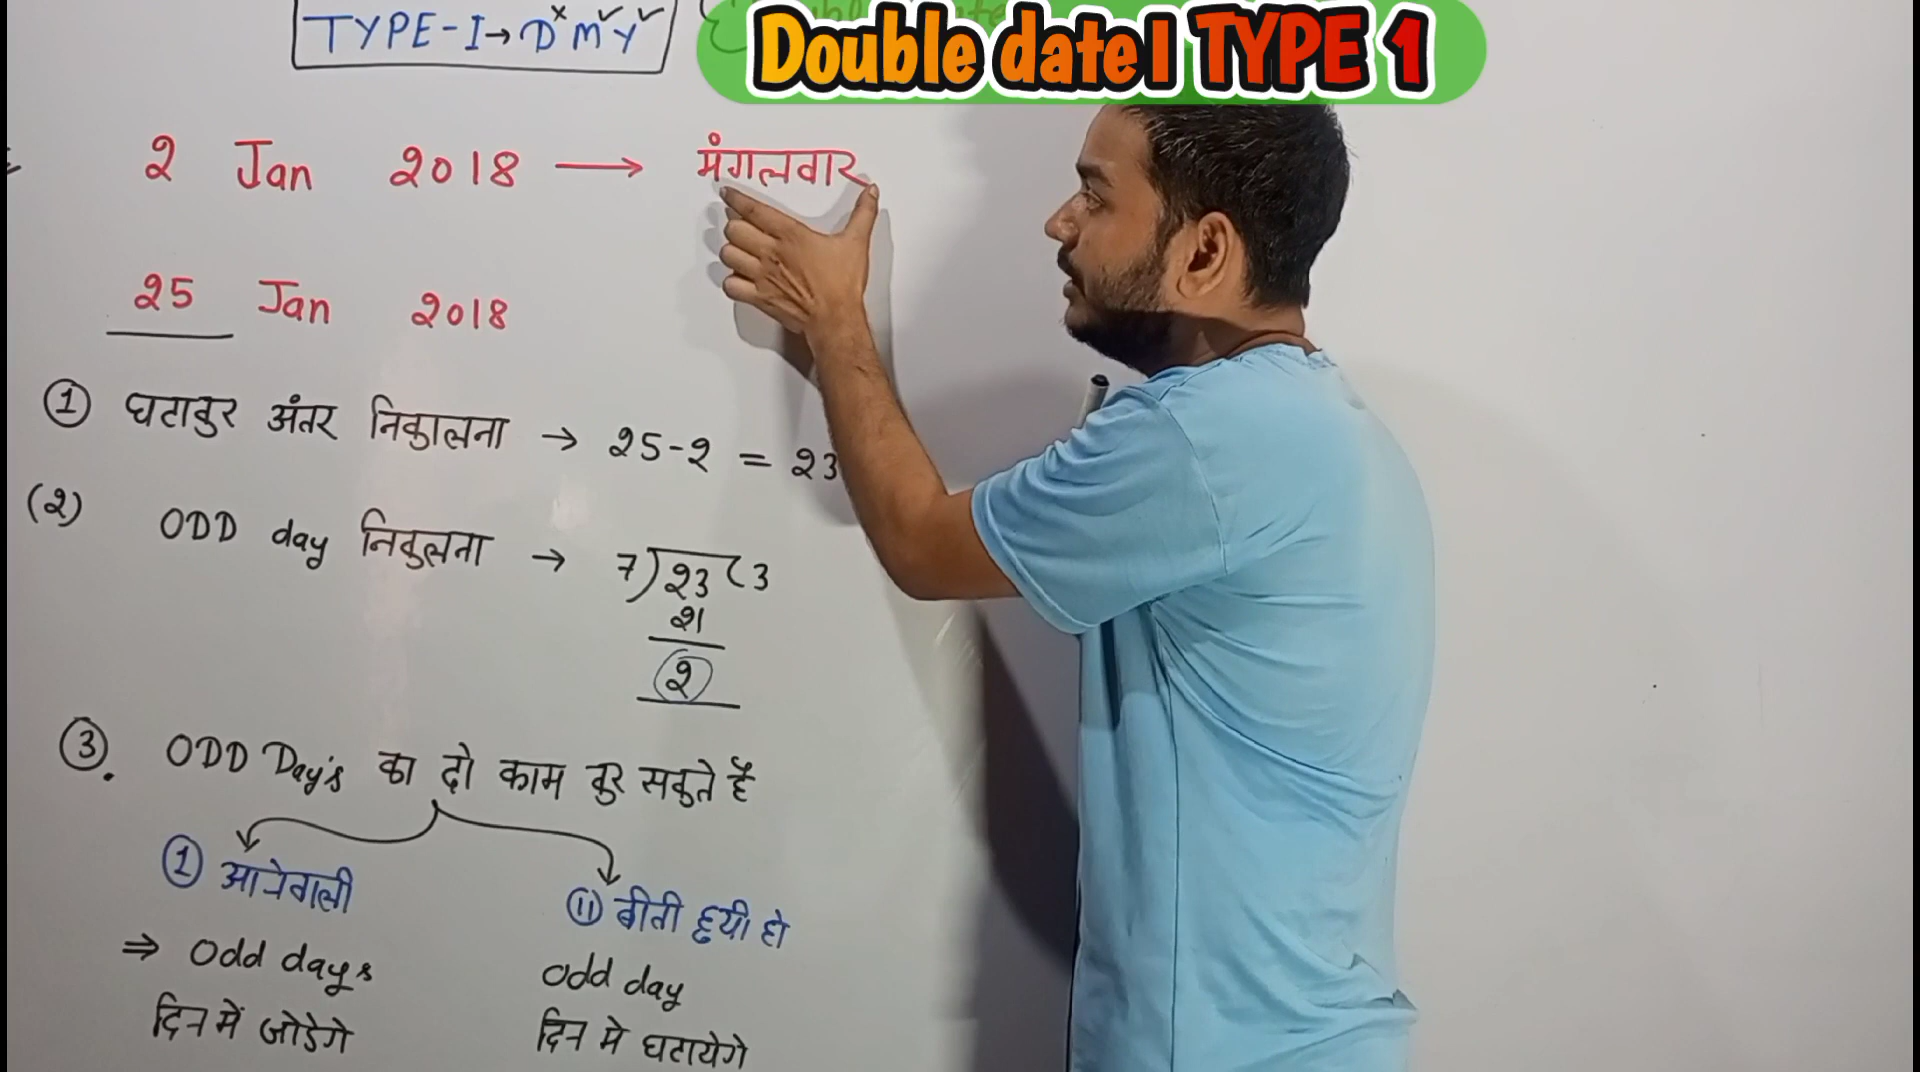 TYPE-I→ D× M✓ Y✓
Double date| TYPE 1
2 Jan 2018 → मंगलवार
25 Jan 2018
① घटाकर अंतर निकालना → 25-2 = 23
(2) ODD day निकलना → 7)23(3
21
2
③. ODD Day's का दो काम कर सकते है
① आनेवाली
(ii) बीती हुयी हो
⇒ Odd days
दिन में जोडेगे
odd day
दिन मे घटायेगे